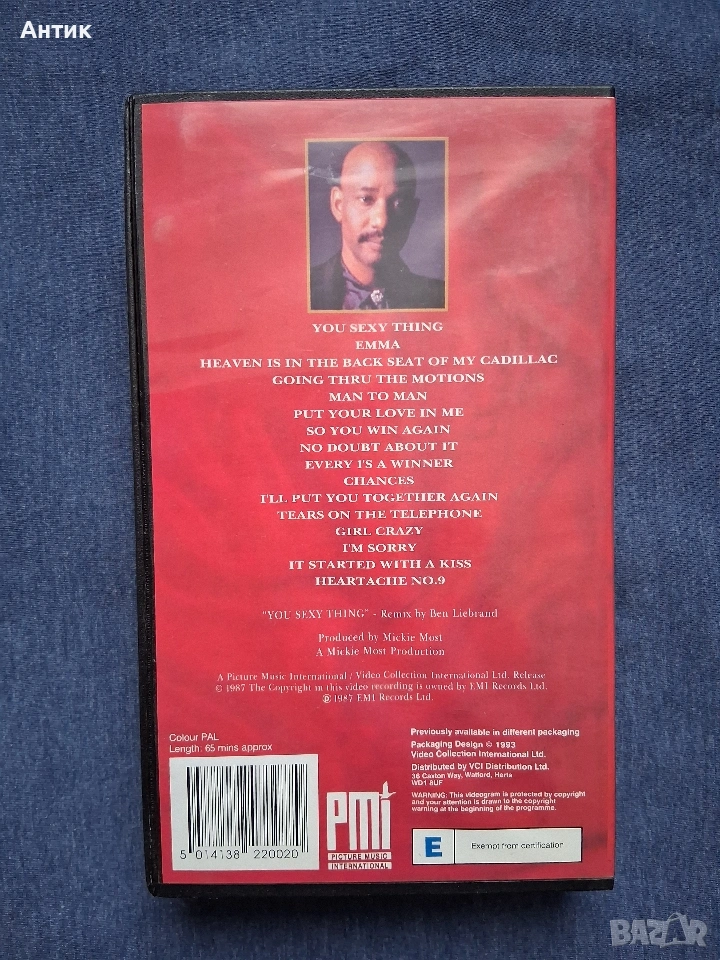 Антик
YOU SEXY THING
EMMA
HEAVEN IS IN THE BACK SEAT OF MY CADILLAC
GOING THRU THE MOTIONS
MAN TO MAN
PUT YOUR LOVE IN ME
SO YOU WIN AGAIN
NO DOUBT ABOUT IT
EVERY 1'S A WINNER
CHANCES
I'LL PUT YOU TOGETHER AGAIN
TEARS ON THE TELEPHONE
GIRL CRAZY
I'M SORRY
IT STARTED WITH A KISS
HEARTACHE NO.9
"YOU SEXY THING" - Remix by Ben Liebrand
Produced by Mickie Most
A Mickie Most Production
A Picture Music International / Video Collection International Ltd. Release
© 1987 The Copyright in this video recording is owned by EMI Records Ltd.
℗ 1987 EMI Records Ltd.
Colour PAL
Length: 65 mins approx
5 014138 220020
PMI
PICTURE MUSIC
INTERNATIONAL
Previously available in different packaging
Packaging Design © 1993
Video Collection International Ltd.
Distributed by VCI Distribution Ltd.
36 Caxton Way, Watford, Herts
WD1 8UF
WARNING: This videogram is protected by copyright
and your attention is drawn to the copyright
warning at the beginning of the programme.
E
Exempt from certification
BAZAR